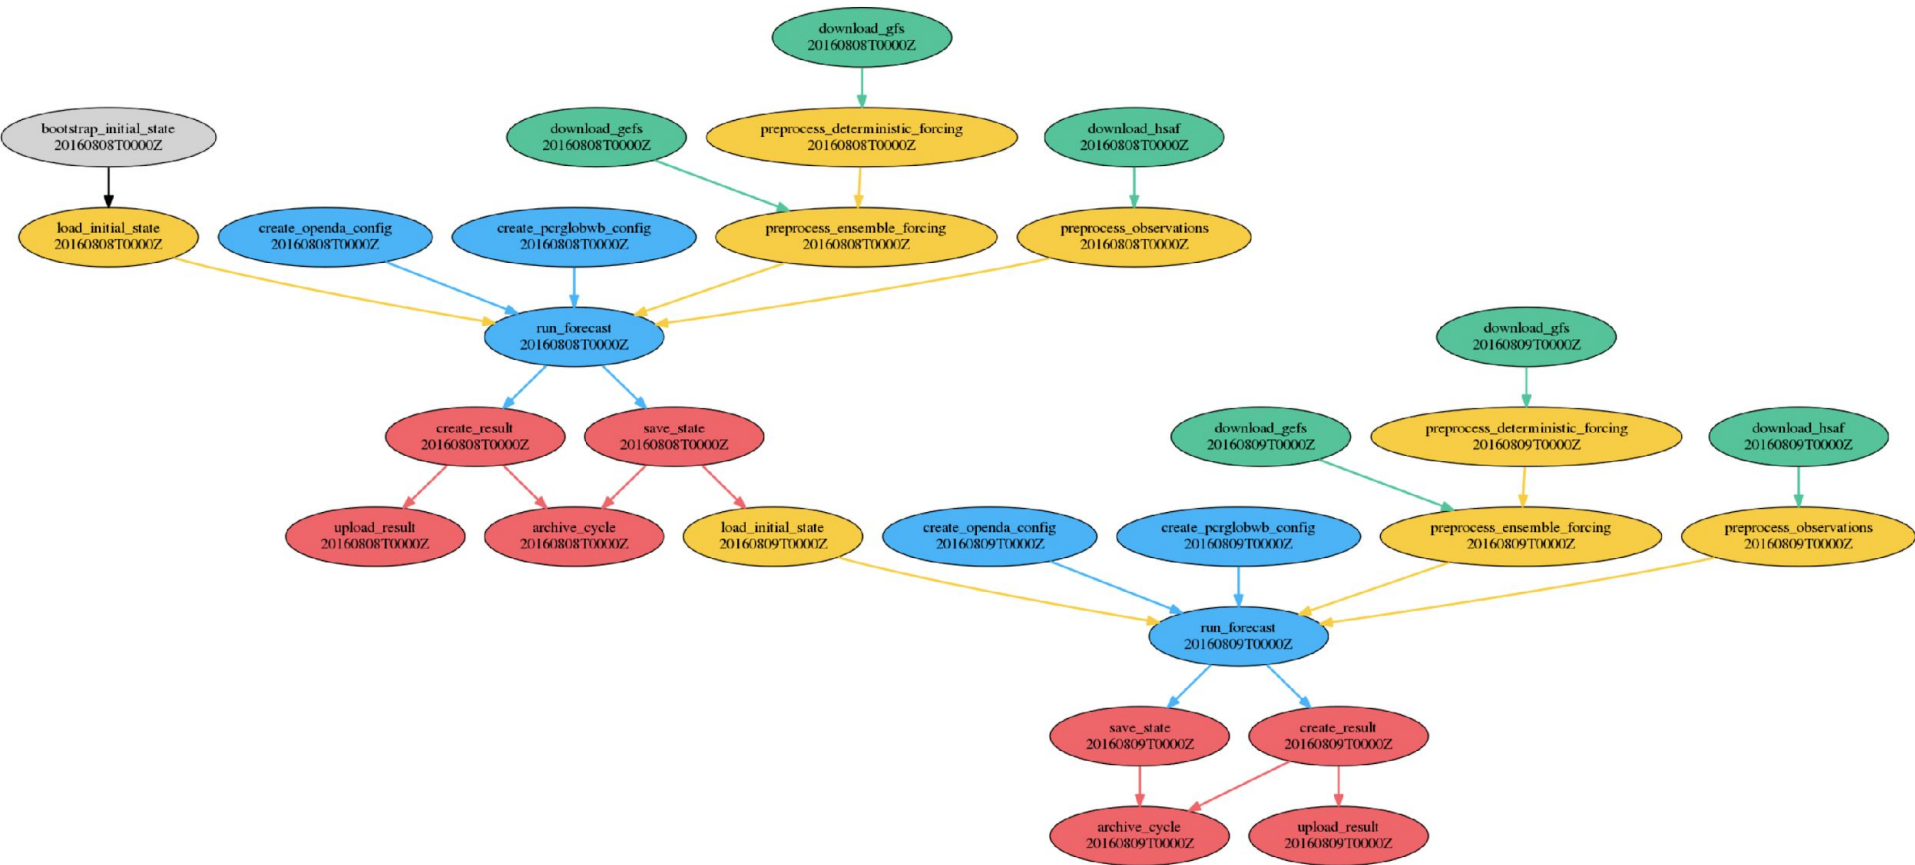 download_gfs
20160808T0000Z
bootstrap_initial_state
20160808T0000Z
download_gefs
20160808T0000Z
preprocess_deterministic_forcing
20160808T0000Z
download_hsaf
20160808T0000Z
load_initial_state
20160808T0000Z
create_openda_config
20160808T0000Z
create_pcrglobwb_config
20160808T0000Z
preprocess_ensemble_forcing
20160808T0000Z
preprocess_observations
20160808T0000Z
run_forecast
20160808T0000Z
download_gfs
20160809T0000Z
create_result
20160808T0000Z
save_state
20160808T0000Z
download_gefs
20160809T0000Z
preprocess_deterministic_forcing
20160809T0000Z
download_hsaf
20160809T0000Z
upload_result
20160808T0000Z
archive_cycle
20160808T0000Z
load_initial_state
20160809T0000Z
create_openda_config
20160809T0000Z
create_pcrglobwb_config
20160809T0000Z
preprocess_ensemble_forcing
20160809T0000Z
preprocess_observations
20160809T0000Z
run_forecast
20160809T0000Z
save_state
20160809T0000Z
create_result
20160809T0000Z
archive_cycle
20160809T0000Z
upload_result
20160809T0000Z